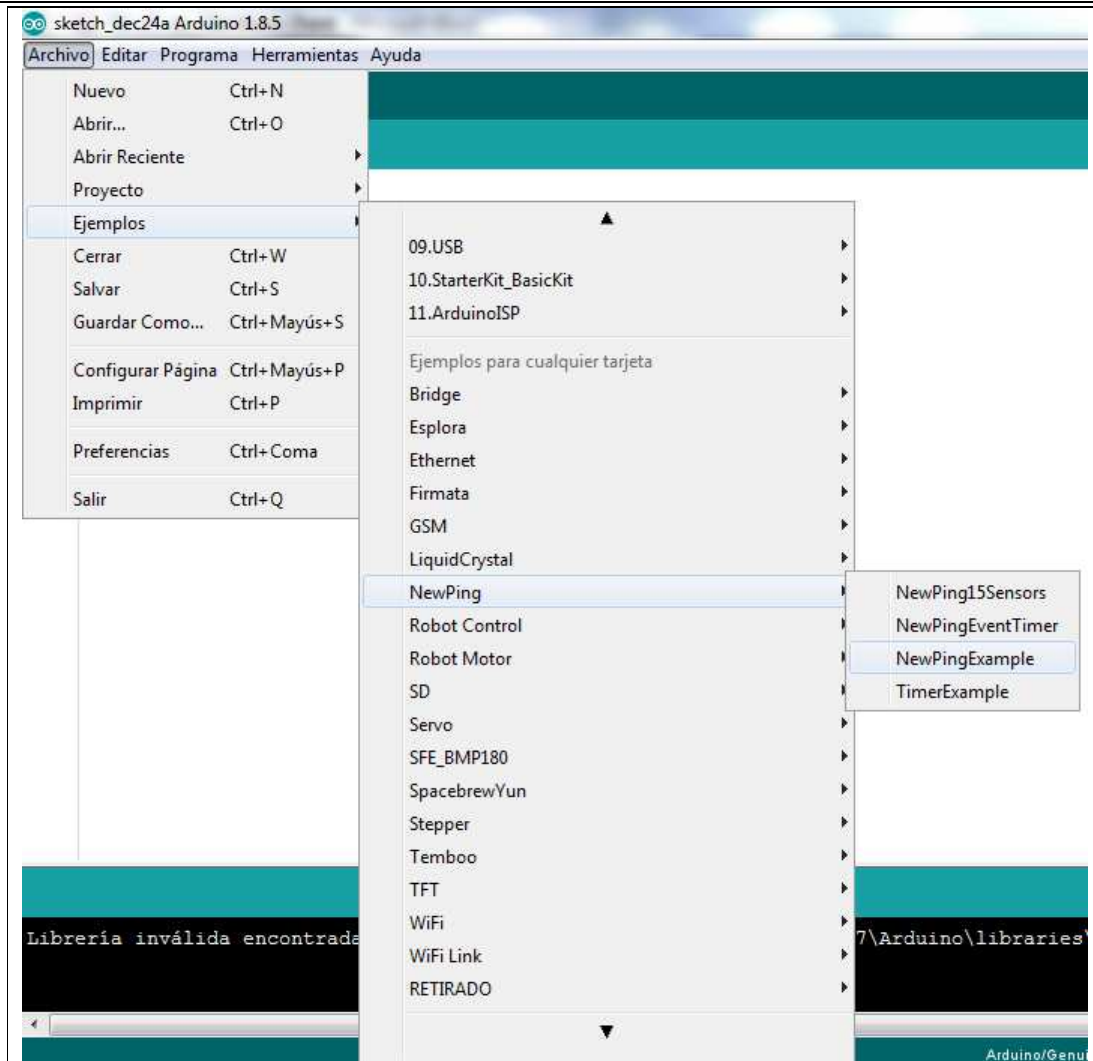 sketch_dec24a Arduino 1.8.5
Archivo Editar Programa Herramientas Ayuda
Nuevo Ctrl+N
Abrir... Ctrl+O
Abrir Reciente
Proyecto
Ejemplos
Cerrar Ctrl+W
Salvar Ctrl+S
Guardar Como... Ctrl+Mayús+S
Configurar Página Ctrl+Mayús+P
Imprimir Ctrl+P
Preferencias Ctrl+Coma
Salir Ctrl+Q
09.USB
10.StarterKit_BasicKit
11.ArduinoISP
Ejemplos para cualquier tarjeta
Bridge
Esplora
Ethernet
Firmata
GSM
LiquidCrystal
NewPing
Robot Control
Robot Motor
SD
Servo
SFE_BMP180
SpacebrewYun
Stepper
Temboo
TFT
WiFi
WiFi Link
RETIRADO
NewPing15Sensors
NewPingEventTimer
NewPingExample
TimerExample
Librería inválida encontrada 7\Arduino\libraries\
Arduino/Genui